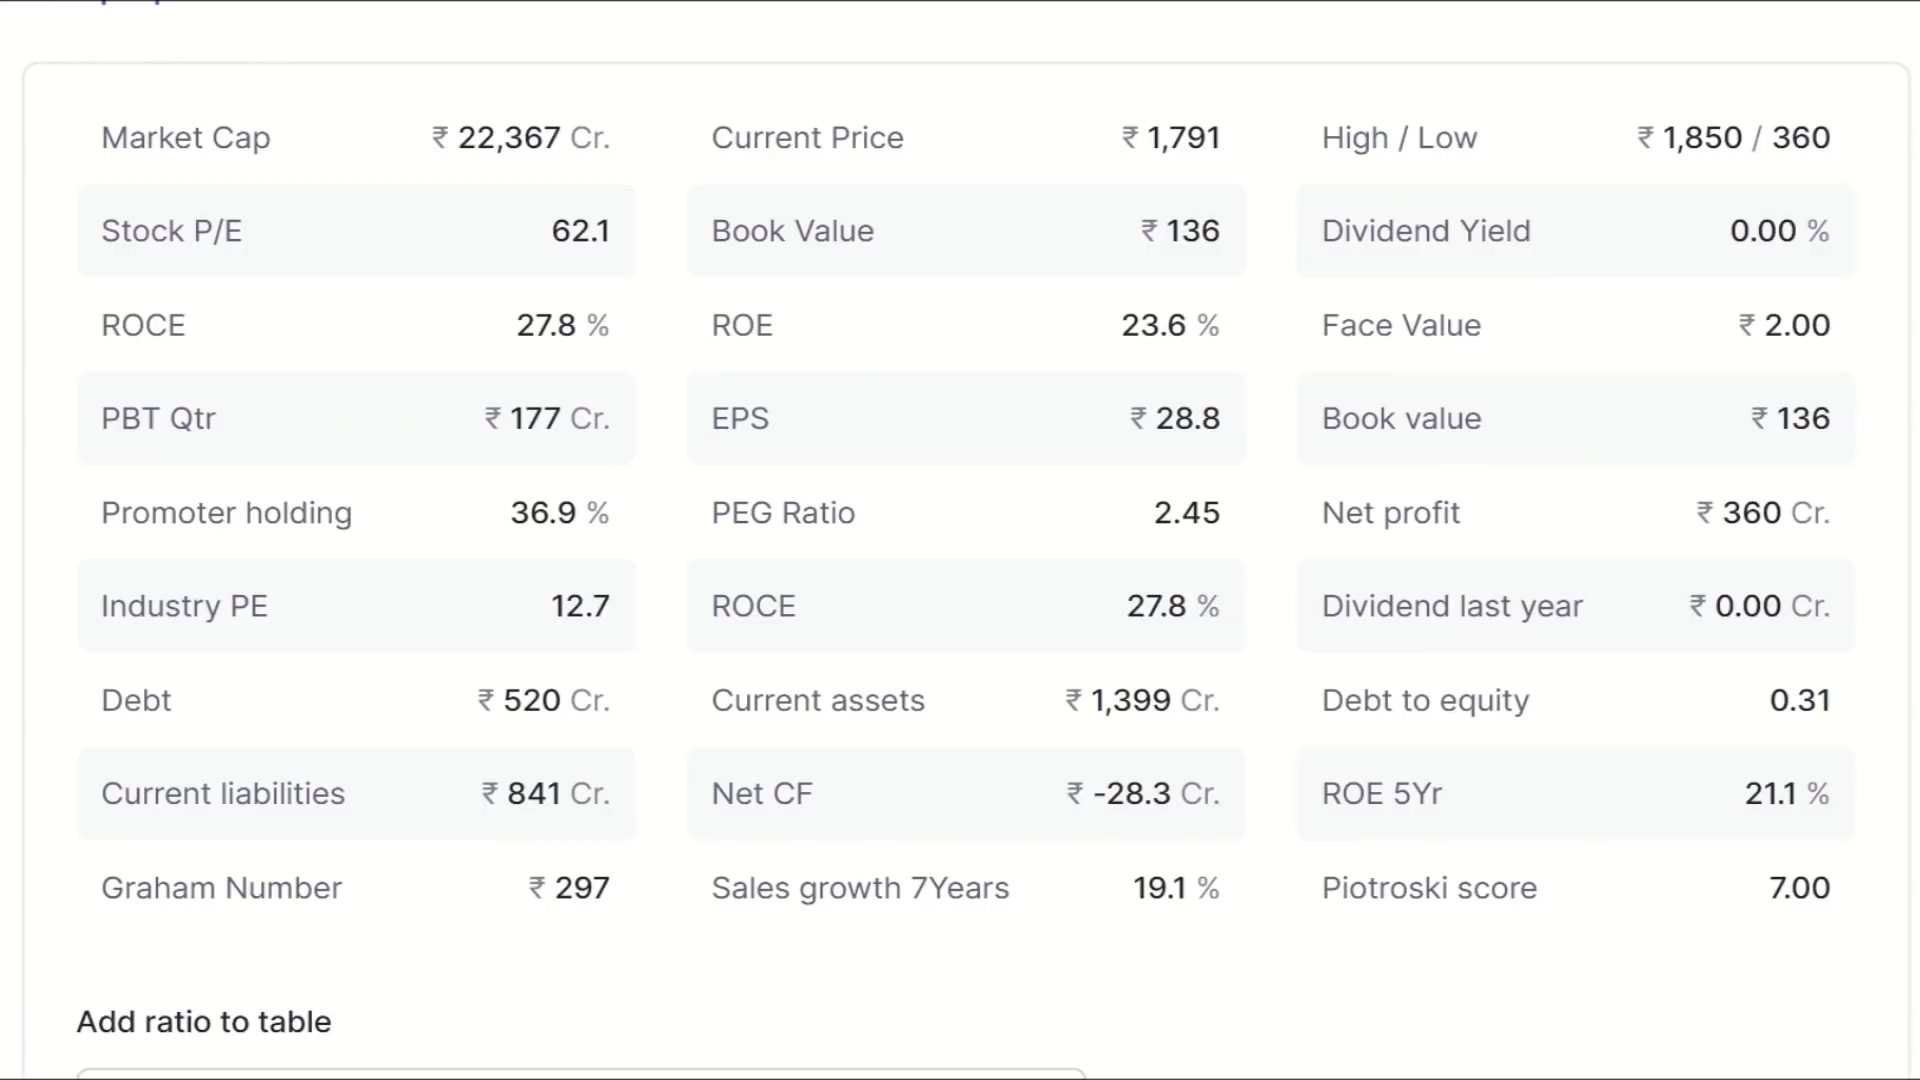 Market Cap ₹ 22,367 Cr. Current Price ₹ 1,791 High / Low ₹ 1,850 / 360
Stock P/E 62.1 Book Value ₹ 136 Dividend Yield 0.00 %
ROCE 27.8 % ROE 23.6 % Face Value ₹ 2.00
PBT Qtr ₹ 177 Cr. EPS ₹ 28.8 Book value ₹ 136
Promoter holding 36.9 % PEG Ratio 2.45 Net profit ₹ 360 Cr.
Industry PE 12.7 ROCE 27.8 % Dividend last year ₹ 0.00 Cr.
Debt ₹ 520 Cr. Current assets ₹ 1,399 Cr. Debt to equity 0.31
Current liabilities ₹ 841 Cr. Net CF ₹ -28.3 Cr. ROE 5Yr 21.1 %
Graham Number ₹ 297 Sales growth 7Years 19.1 % Piotroski score 7.00
Add ratio to table